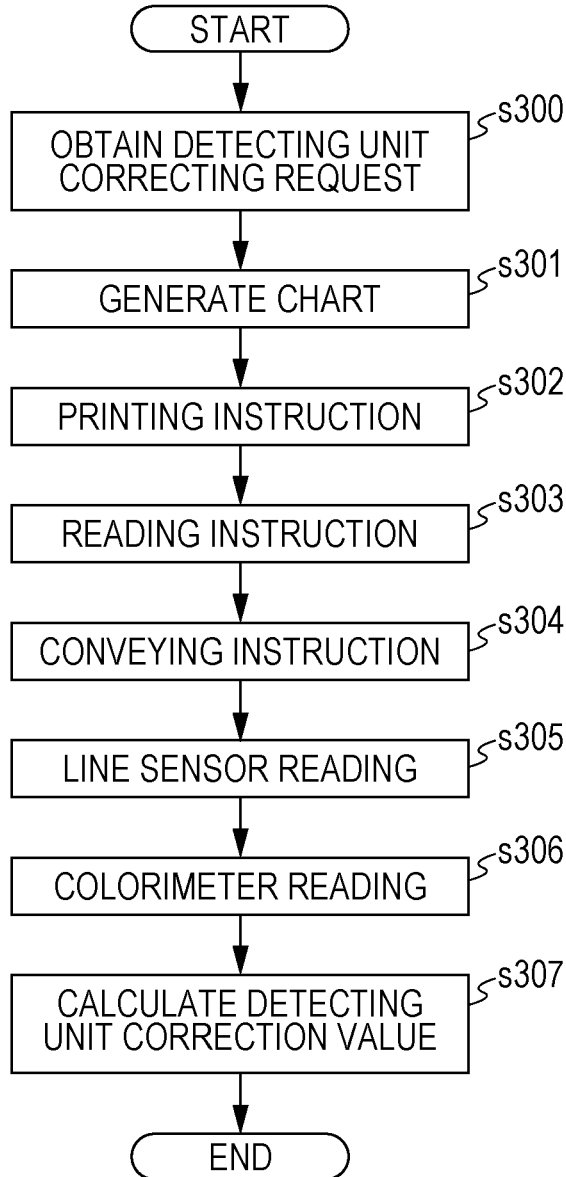 START
s300
OBTAIN DETECTING UNIT
CORRECTING REQUEST
s301
GENERATE CHART
s302
PRINTING INSTRUCTION
s303
READING INSTRUCTION
s304
CONVEYING INSTRUCTION
s305
LINE SENSOR READING
s306
COLORIMETER READING
s307
CALCULATE DETECTING
UNIT CORRECTION VALUE
END